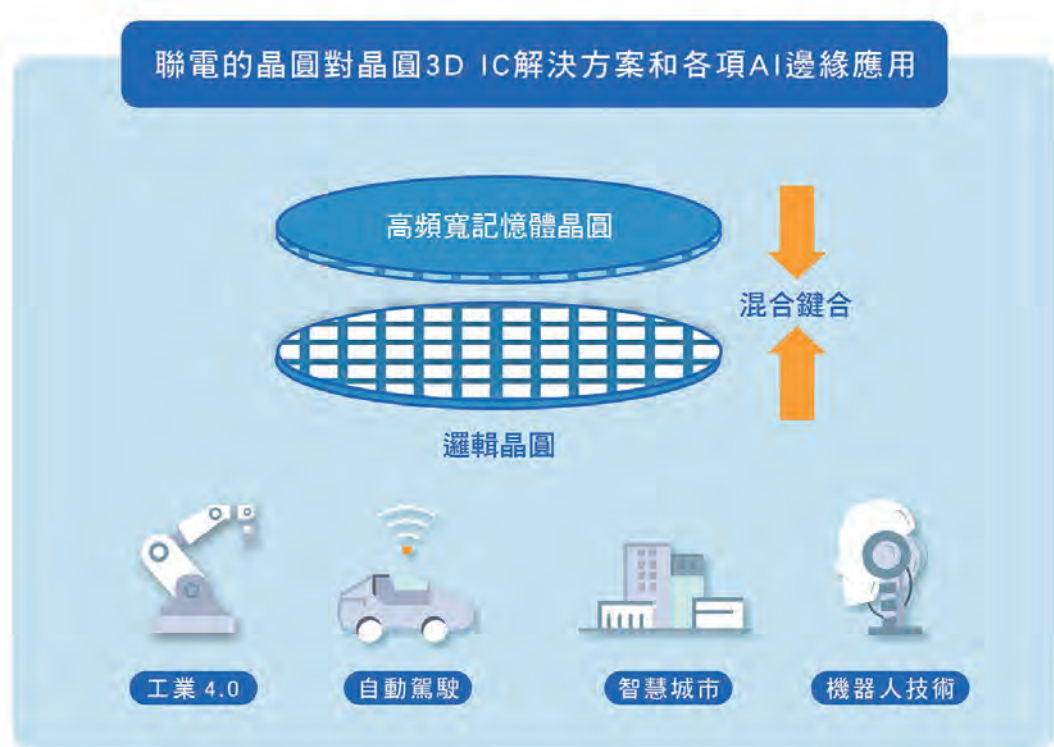 聯電的晶圓對晶圓3D IC解決方案和各項AI邊緣應用
高頻寬記憶體晶圓
混合鍵合
邏輯晶圓
工業 4.0
自動駕駛
智慧城市
機器人技術